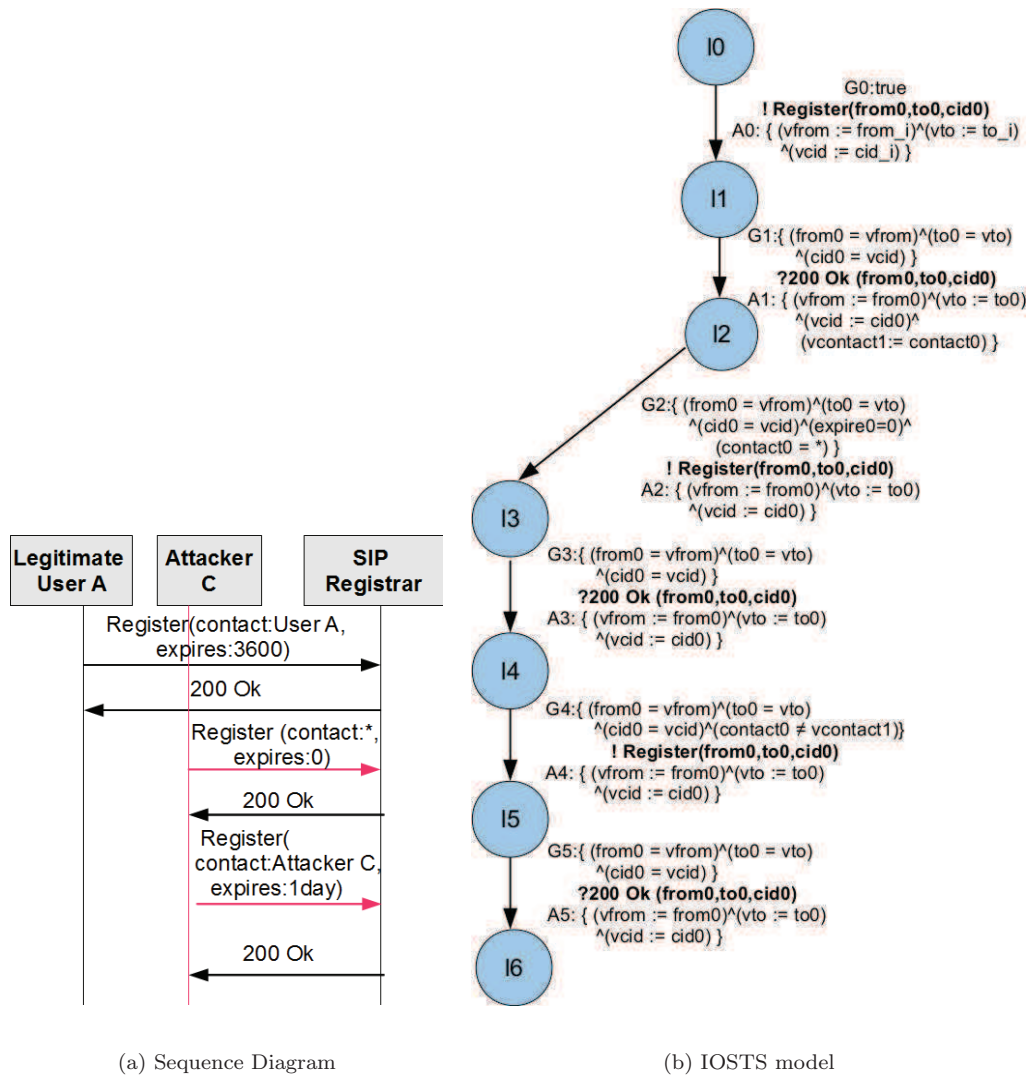 Legitimate
User A
Attacker
C
SIP
Registrar
Register(contact:User A,
expires:3600)
200 Ok
Register (contact:*,
expires:0)
200 Ok
Register(
contact:Attacker C,
expires:1day)
200 Ok
(a) Sequence Diagram
l0
G0:true
! Register(from0,to0,cid0)
A0: { (vfrom := from_i)^(vto := to_i)
^(vcid := cid_i) }
l1
G1:{ (from0 = vfrom)^(to0 = vto)
^(cid0 = vcid) }
?200 Ok (from0,to0,cid0)
A1: { (vfrom := from0)^(vto := to0)
^(vcid := cid0)^
(vcontact1:= contact0) }
l2
G2:{ (from0 = vfrom)^(to0 = vto)
^(cid0 = vcid)^(expire0=0)^
(contact0 = *) }
! Register(from0,to0,cid0)
A2: { (vfrom := from0)^(vto := to0)
^(vcid := cid0) }
l3
G3:{ (from0 = vfrom)^(to0 = vto)
^(cid0 = vcid) }
?200 Ok (from0,to0,cid0)
A3: { (vfrom := from0)^(vto := to0)
^(vcid := cid0) }
l4
G4:{ (from0 = vfrom)^(to0 = vto)
^(cid0 = vcid)^(contact0 ≠ vcontact1)}
! Register(from0,to0,cid0)
A4: { (vfrom := from0)^(vto := to0)
^(vcid := cid0) }
l5
G5:{ (from0 = vfrom)^(to0 = vto)
^(cid0 = vcid) }
?200 Ok (from0,to0,cid0)
A5: { (vfrom := from0)^(vto := to0)
^(vcid := cid0) }
l6
(b) IOSTS model